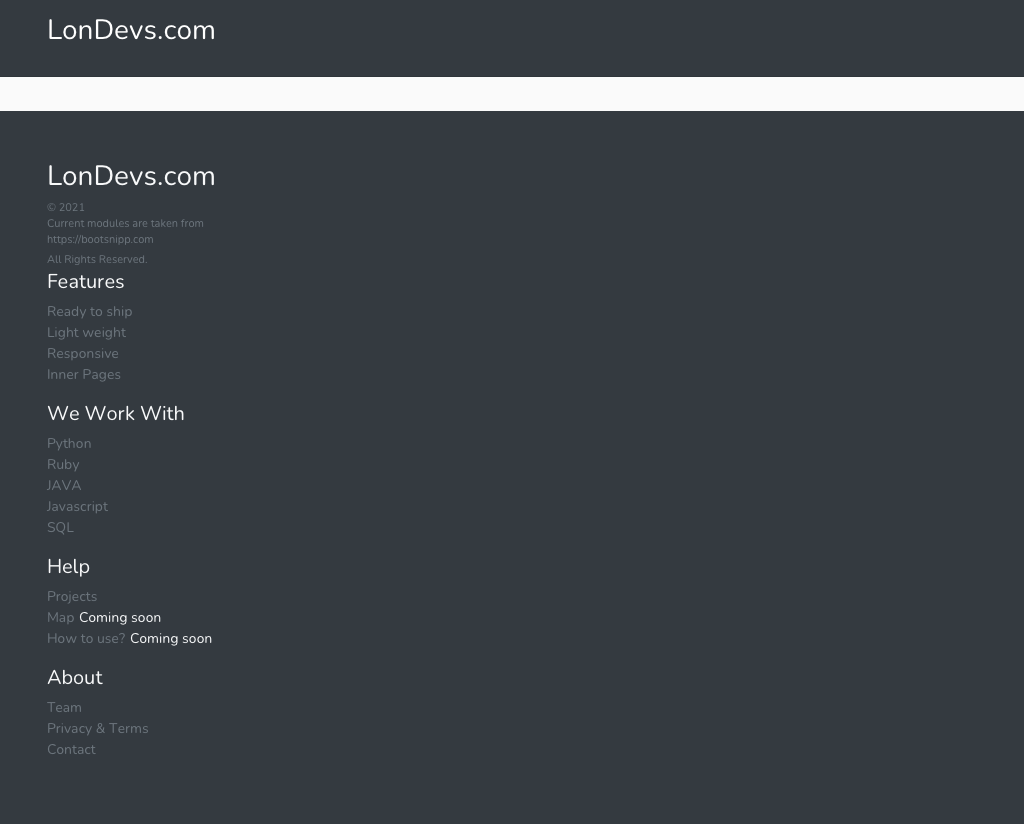 LonDevs.com
LonDevs.com
© 2021
Current modules are taken from
https://bootsnipp.com
All Rights Reserved.
Features
Ready to ship
Light weight
Responsive
Inner Pages
We Work With
Python
Ruby
JAVA
Javascript
SQL
Help
Projects
Map Coming soon
How to use? Coming soon
About
Team
Privacy & Terms
Contact